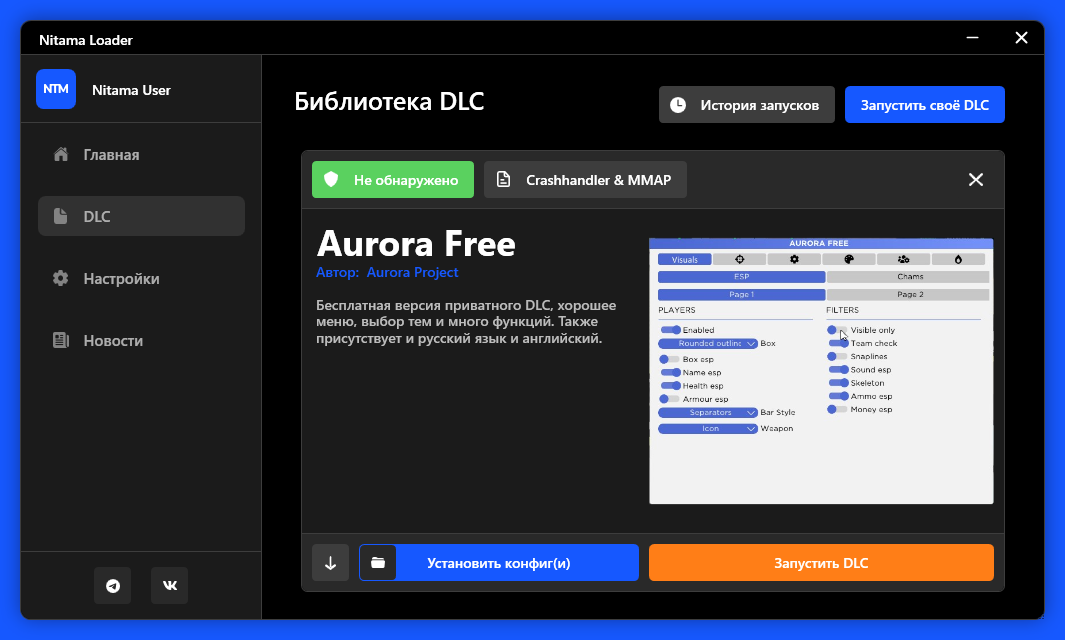 Nitama Loader
NTM
Nitama User
Главная
DLC
Настройки
Новости
Библиотека DLC
История запусков
Запустить своё DLC
Не обнаружено
Crashhandler & MMAP
Aurora Free
Автор: Aurora Project
Бесплатная версия приватного DLC, хорошее
меню, выбор тем и много функций. Также
присутствует и русский язык и английский.
AURORA FREE
Visuals
ESP
Chams
Page 1
Page 2
PLAYERS
Enabled
Rounded outline
Box
Box esp
Name esp
Health esp
Armour esp
Separators
Bar Style
Icon
Weapon
FILTERS
Visible only
Team check
Snaplines
Sound esp
Skeleton
Ammo esp
Money esp
Установить конфиг(и)
Запустить DLC